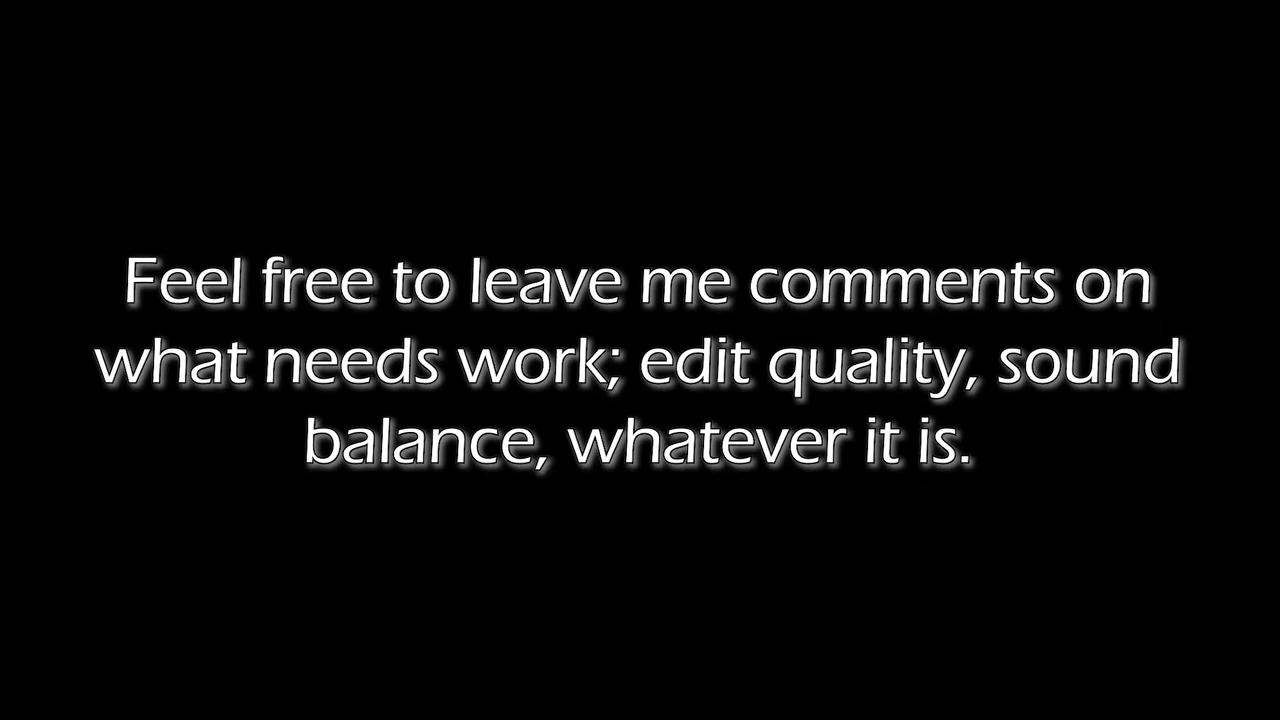 Feel free to leave me comments on
what needs work; edit quality, sound
balance, whatever it is.